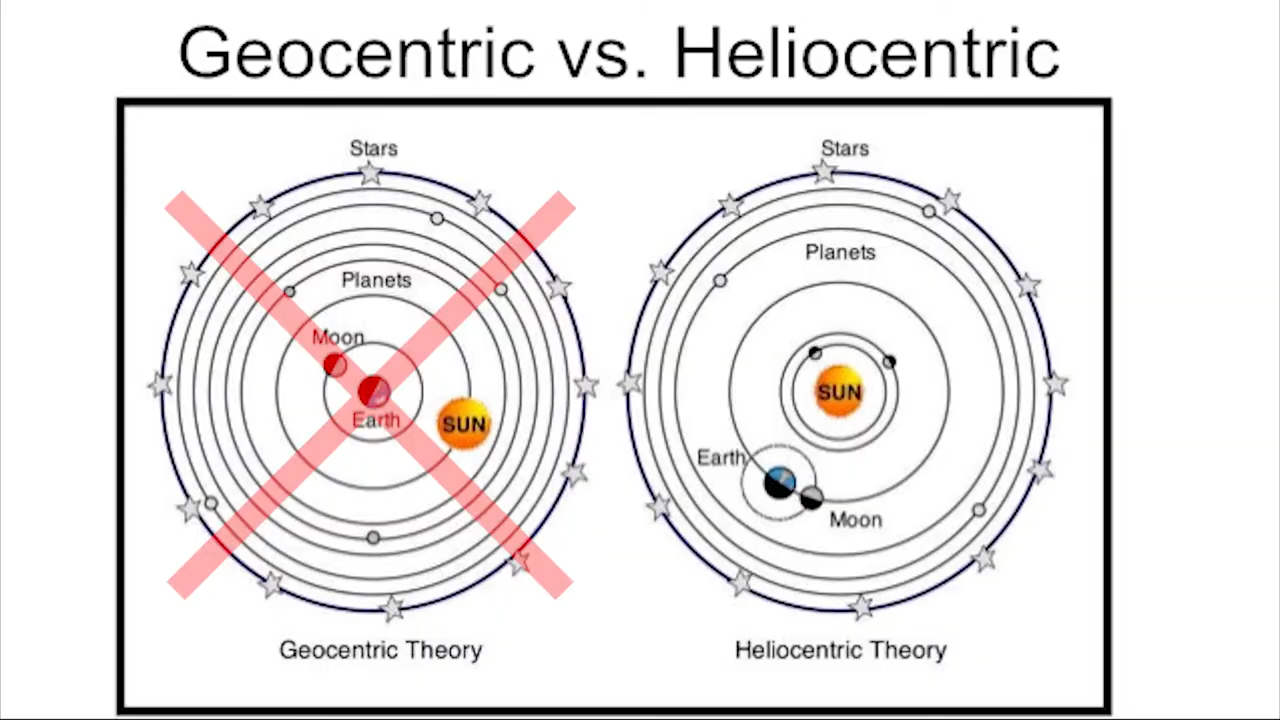 Geocentric vs. Heliocentric
Stars
Planets
Moon
Earth
SUN
Geocentric Theory
Stars
Planets
SUN
Earth
Moon
Heliocentric Theory